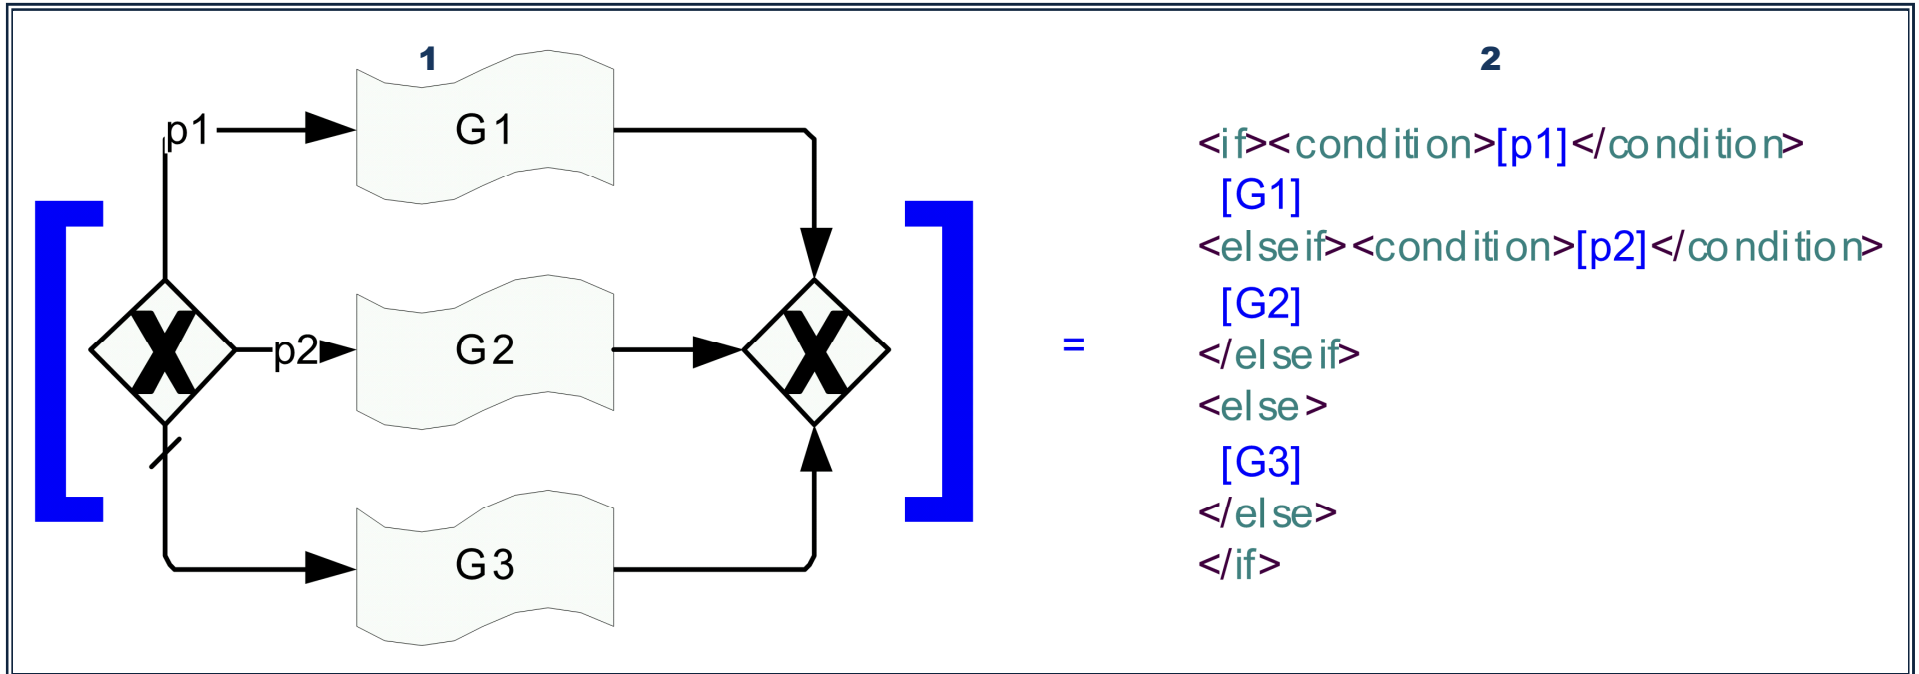 1
p1
G1
X
p2
G2
X
G3
=
2
<if><condition>[p1]</condition>
[G1]
<elseif><condition>[p2]</condition>
[G2]
</elseif>
<else>
[G3]
</else>
</if>